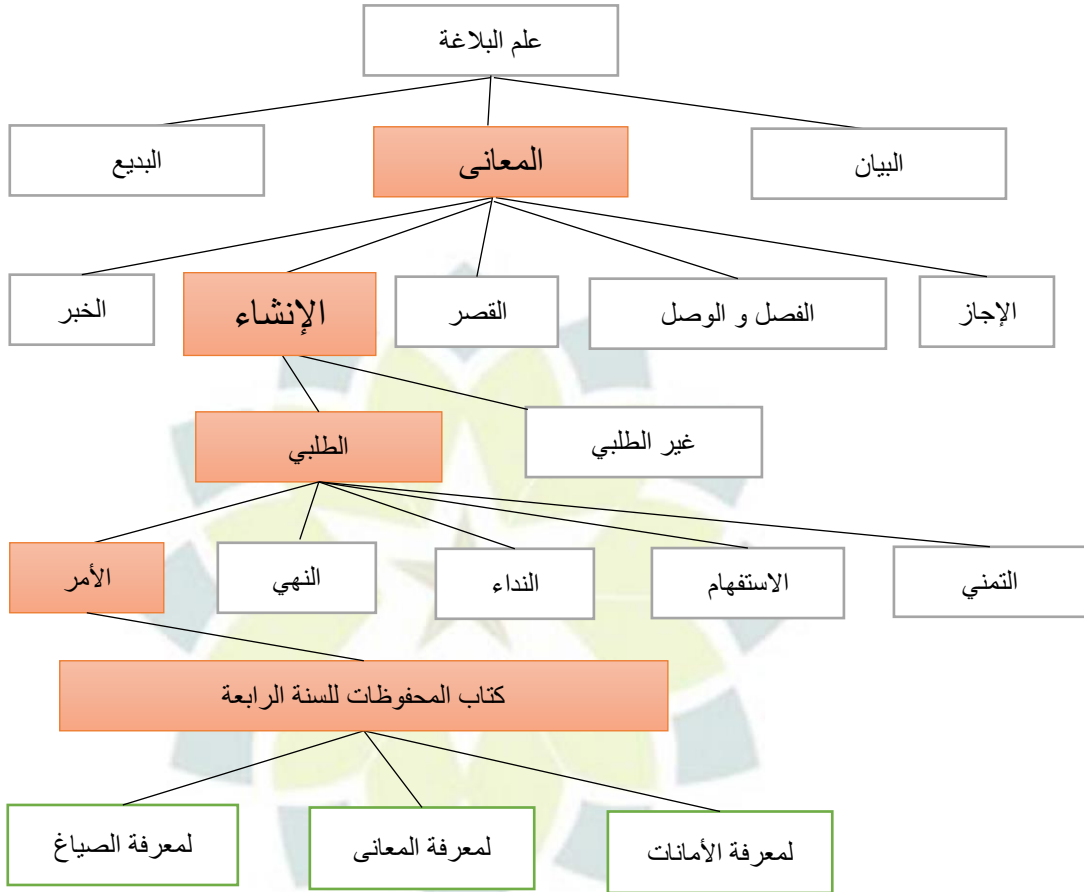 علم البلاغة
البيان
المعانى
البديع
الإجاز
الفصل و الوصل
القصر
الإنشاء
الخبر
غير الطلبي
الطلبي
التمني
الاستفهام
النداء
النهي
الأمر
كتاب المحفوظات للسنة الرابعة
لمعرفة الأمانات
لمعرفة المعانى
لمعرفة الصياغ